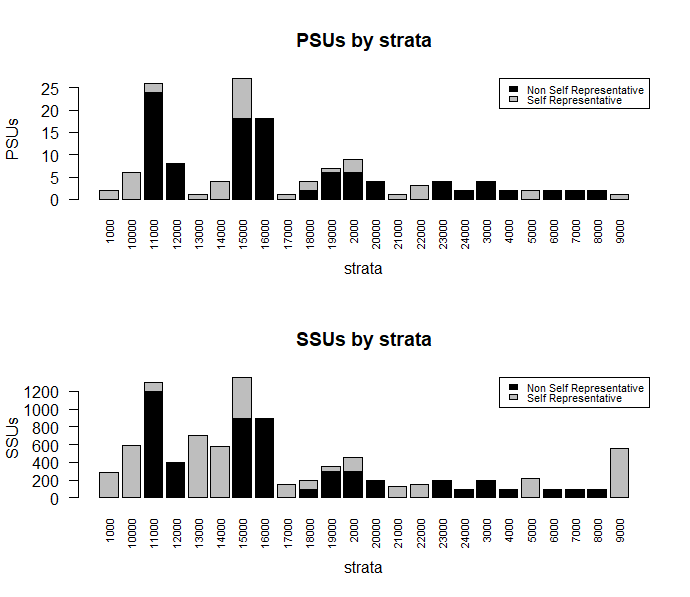 PSUs by strata
Non Self Representative
Self Representative
PSUs
25
20
15
10
5
0
1000 10000 11000 12000 13000 14000 15000 16000 17000 18000 19000 2000 20000 21000 22000 23000 24000 3000 4000 5000 6000 7000 8000 9000
strata
SSUs by strata
Non Self Representative
Self Representative
SSUs
1200
1000
800
600
400
200
0
1000 10000 11000 12000 13000 14000 15000 16000 17000 18000 19000 2000 20000 21000 22000 23000 24000 3000 4000 5000 6000 7000 8000 9000
strata